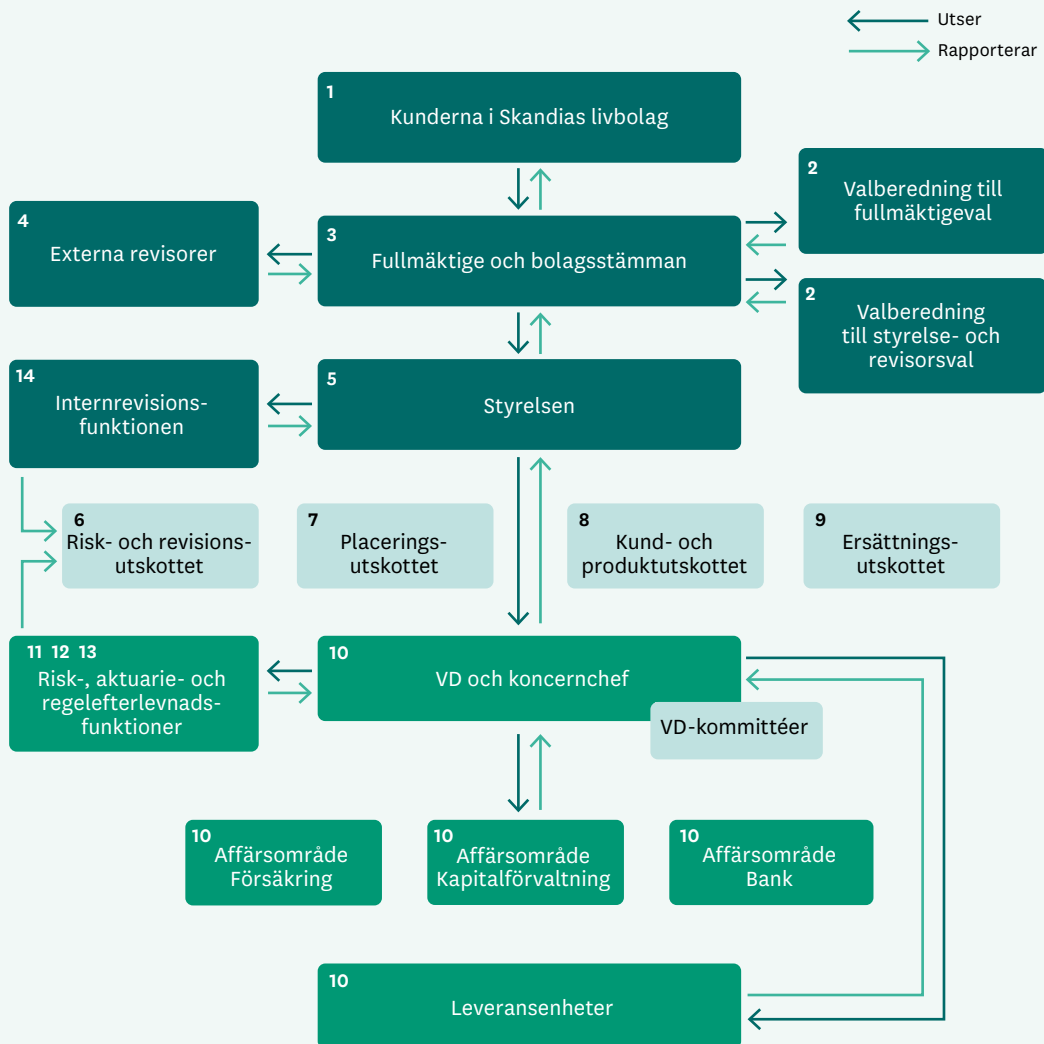 Utser
Rapporterar
1
Kunderna i Skandias livbolag
2
Valberedning till
fullmäktigeval
4
Externa revisorer
3
Fullmäktige och bolagsstämman
2
Valberedning
till styrelse- och
revisorsval
14
Internrevisions-
funktionen
5
Styrelsen
6
Risk- och revisions-
utskottet
7
Placerings-
utskottet
8
Kund- och
produktutskottet
9
Ersättnings-
utskottet
11 12 13
Risk-, aktuarie- och
regelefterlevnads-
funktioner
10
VD och koncernchef
VD-kommittéer
10
Affärsområde
Försäkring
10
Affärsområde
Kapitalförvaltning
10
Affärsområde
Bank
10
Leveransenheter